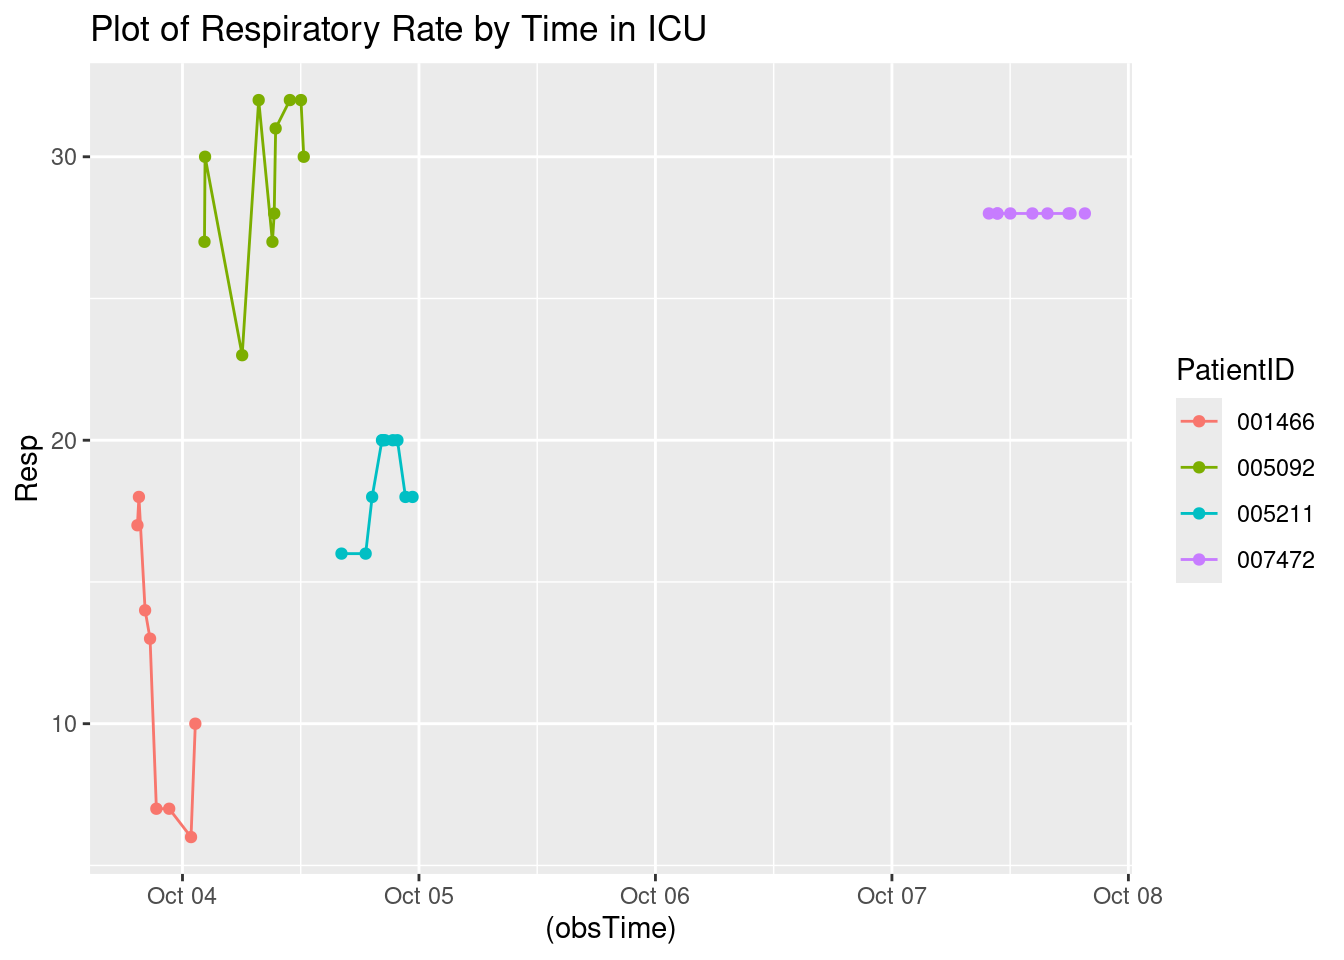 Plot of Respiratory Rate by Time in ICU
Resp
30
20
10
Oct 04
Oct 05
Oct 06
Oct 07
Oct 08
(obsTime)
PatientID
001466
005092
005211
007472